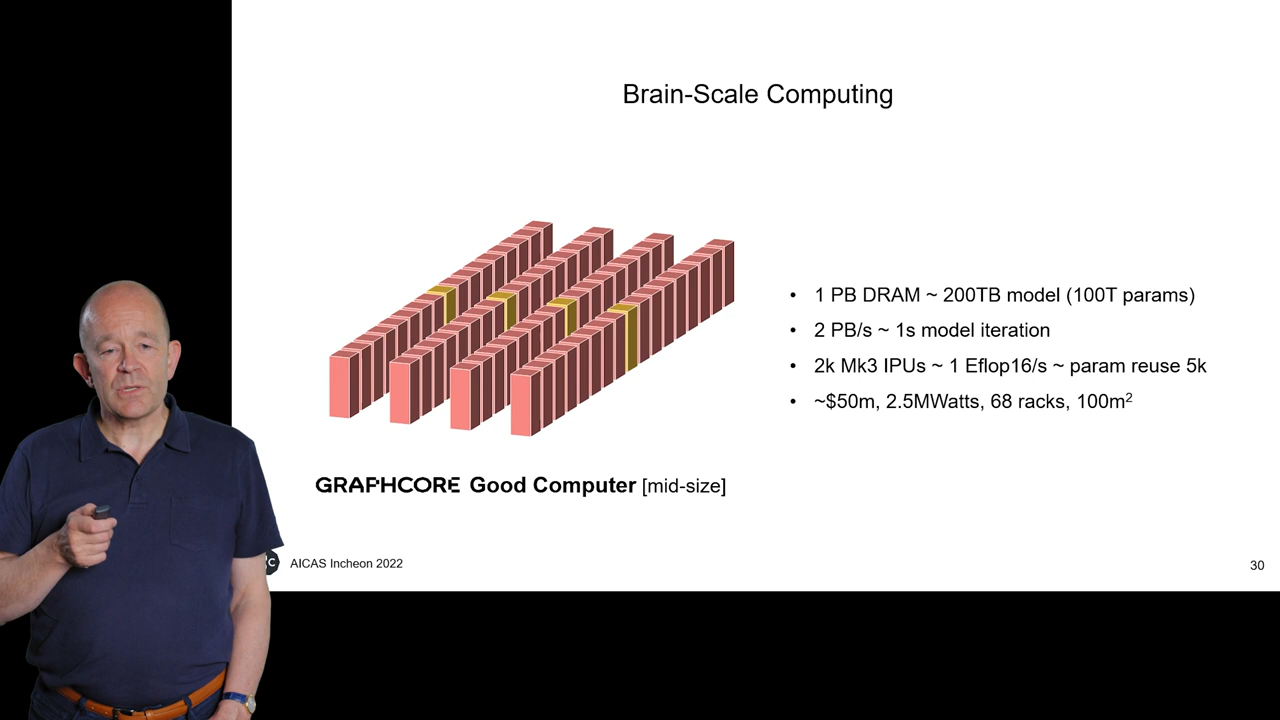 Brain-Scale Computing
• 1 PB DRAM ~ 200TB model (100T params)
• 2 PB/s ~ 1s model iteration
• 2k Mk3 IPUs ~ 1 Eflop16/s ~ param reuse 5k
• ~$50m, 2.5MWatts, 68 racks, 100m²
GRAPHCORE Good Computer [mid-size]
C AICAS Incheon 2022
30